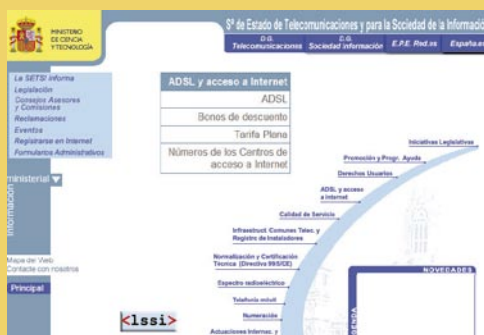 MINISTERIO
DE CIENCIA
Y TECNOLOGÍA
Sª de Estado de Telecomunicaciones y para la Sociedad de la Informació
D.G.
Telecomunicaciones
D.G.
Sociedad información
E.P.E. Red.es
España.es
La SETSI informa
Legislación
Consejos Asesores
y Comisiones
Reclamaciones
Eventos
Registrarse en Internet
Formularios Administrativos
ADSL y acceso a Internet
ADSL
Bonos de descuento
Tarifa Plana
Números de los Centros de
acceso a Internet
Iniciativas Legislativas
Promoción y Progr. Ayuda
Derechos Usuarios
ADSL y acceso
a Internet
Calidad de Servicio
Infraestruct. Comunes Telec. y
Registro de Instaladores
Normalización y Certificación
Técnica (Directiva 99/5/CE)
Espectro radioeléctrico
Telefonía móvil
Numeración
Actuaciones Internac. y
ministerial
Información
Mapa del Web
Contacte con nosotros
Principal
<lssi>
NOVEDADES
GENDA